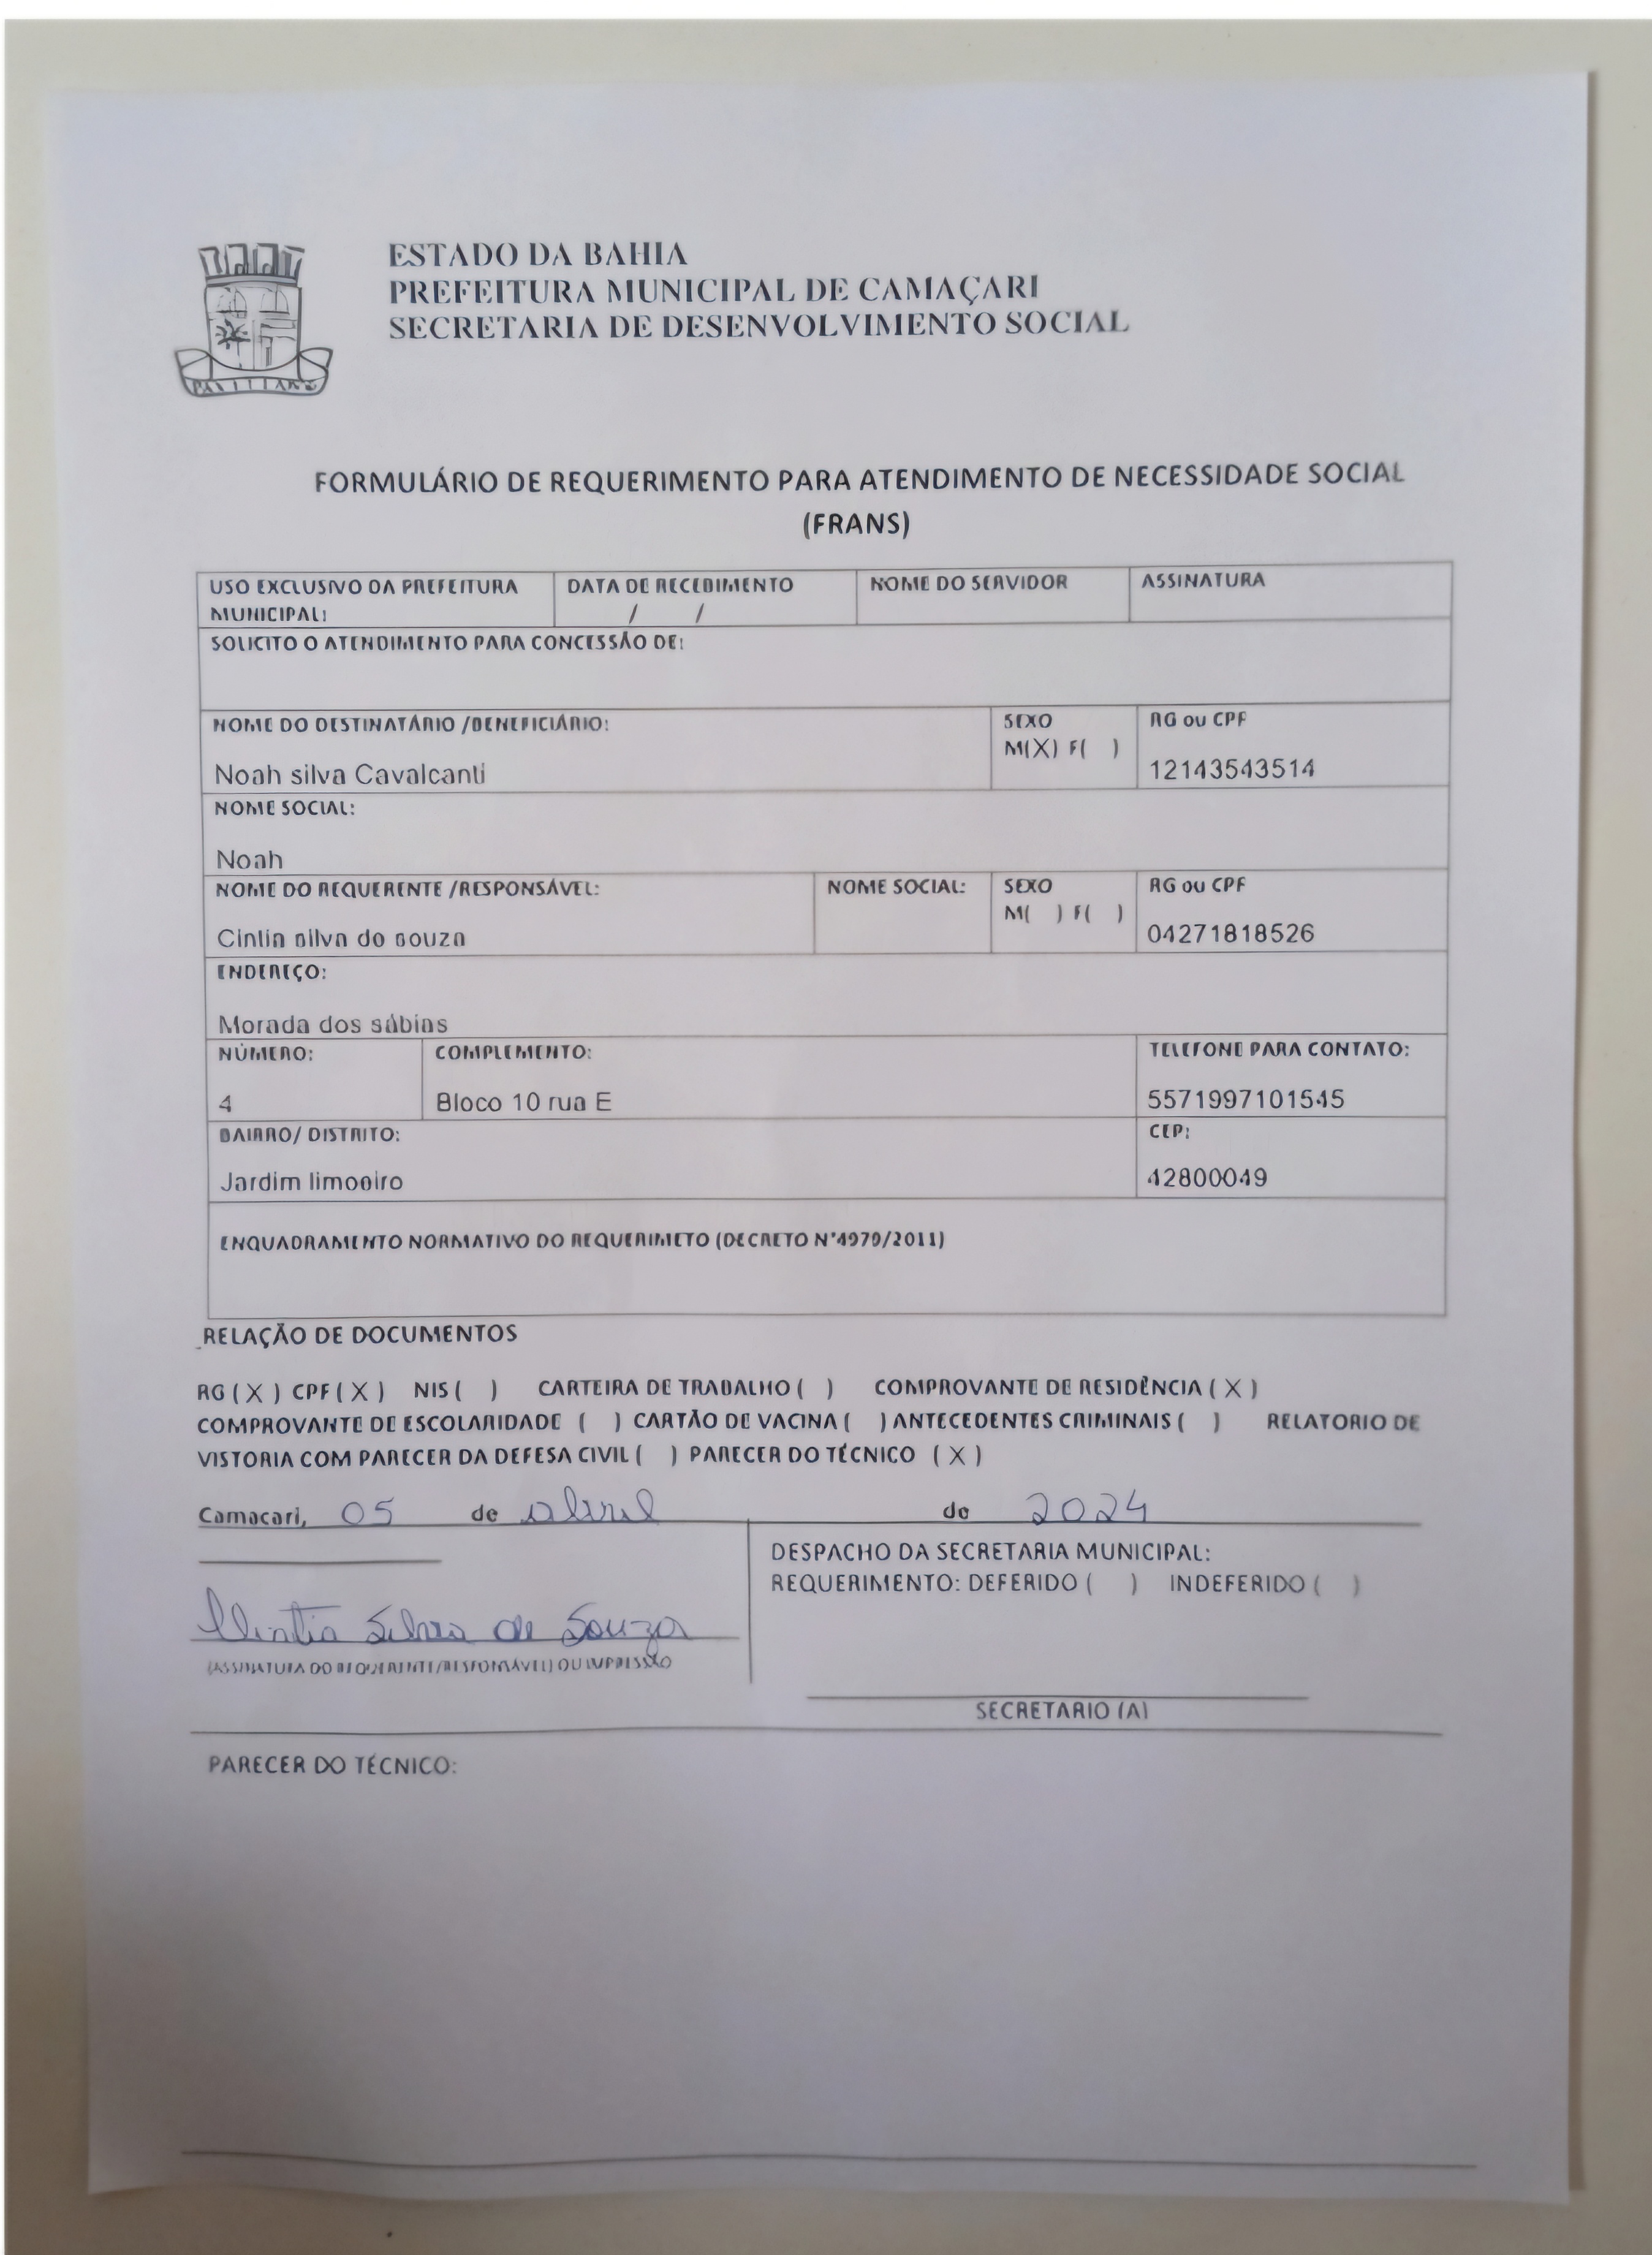 ESTADO DA BAHIA
PREFEITURA MUNICIPAL DE CAMAÇARI
SECRETARIA DE DESENVOLVIMENTO SOCIAL
FORMULÁRIO DE REQUERIMENTO PARA ATENDIMENTO DE NECESSIDADE SOCIAL
(FRANS)
USO EXCLUSIVO DA PREFEITURA MUNICIPAL: DATA DE RECEBIMENTO / / NOME DO SERVIDOR ASSINATURA
SOLICITO O ATENDIMENTO PARA CONCESSÃO DE:
NOME DO DESTINATÁRIO /BENEFICIÁRIO: SEXO RG ou CPF
M(X) F( )
Noah silva Cavalcanti 12143543514
NOME SOCIAL:
Noah
NOME DO REQUERENTE /RESPONSÁVEL: NOME SOCIAL: SEXO RG ou CPF
M( ) F( )
Cintia silva de souza 04271818526
ENDEREÇO:
Morada dos sábias
NÚMERO: COMPLEMENTO: TELEFONE PARA CONTATO:
4 Bloco 10 rua E 5571997101545
BAIRRO/ DISTRITO: CEP:
Jardim limoeiro 42800049
ENQUADRAMENTO NORMATIVO DO REQUERIMETO (DECRETO N°4979/2011)
RELAÇÃO DE DOCUMENTOS
RG ( X ) CPF ( X ) NIS ( ) CARTEIRA DE TRABALHO ( ) COMPROVANTE DE RESIDÊNCIA ( X )
COMPROVANTE DE ESCOLARIDADE ( ) CARTÃO DE VACINA ( ) ANTECEDENTES CRIMINAIS ( ) RELATORIO DE
VISTORIA COM PARECER DA DEFESA CIVIL ( ) PARECER DO TÉCNICO ( X )
Camacari, 05 de abril de 2024
DESPACHO DA SECRETARIA MUNICIPAL:
REQUERIMENTO: DEFERIDO ( ) INDEFERIDO ( )
Cintia Silva de Souza
(ASSINATURA DO REQUERENTE/RESPONSÁVEL) OU IMPRESSÃO
SECRETARIO (A)
PARECER DO TÉCNICO: